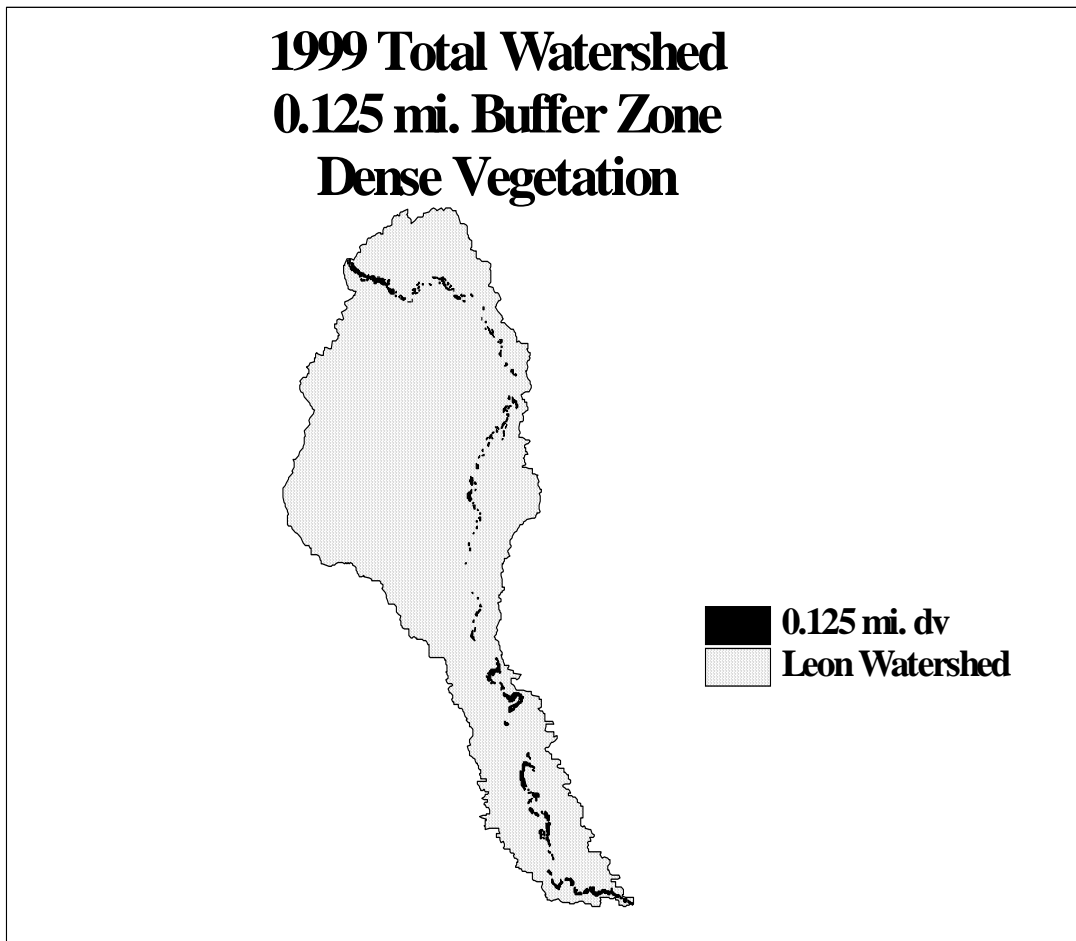 1999 Total Watershed
0.125 mi. Buffer Zone
Dense Vegetation
0.125 mi. dv
Leon Watershed